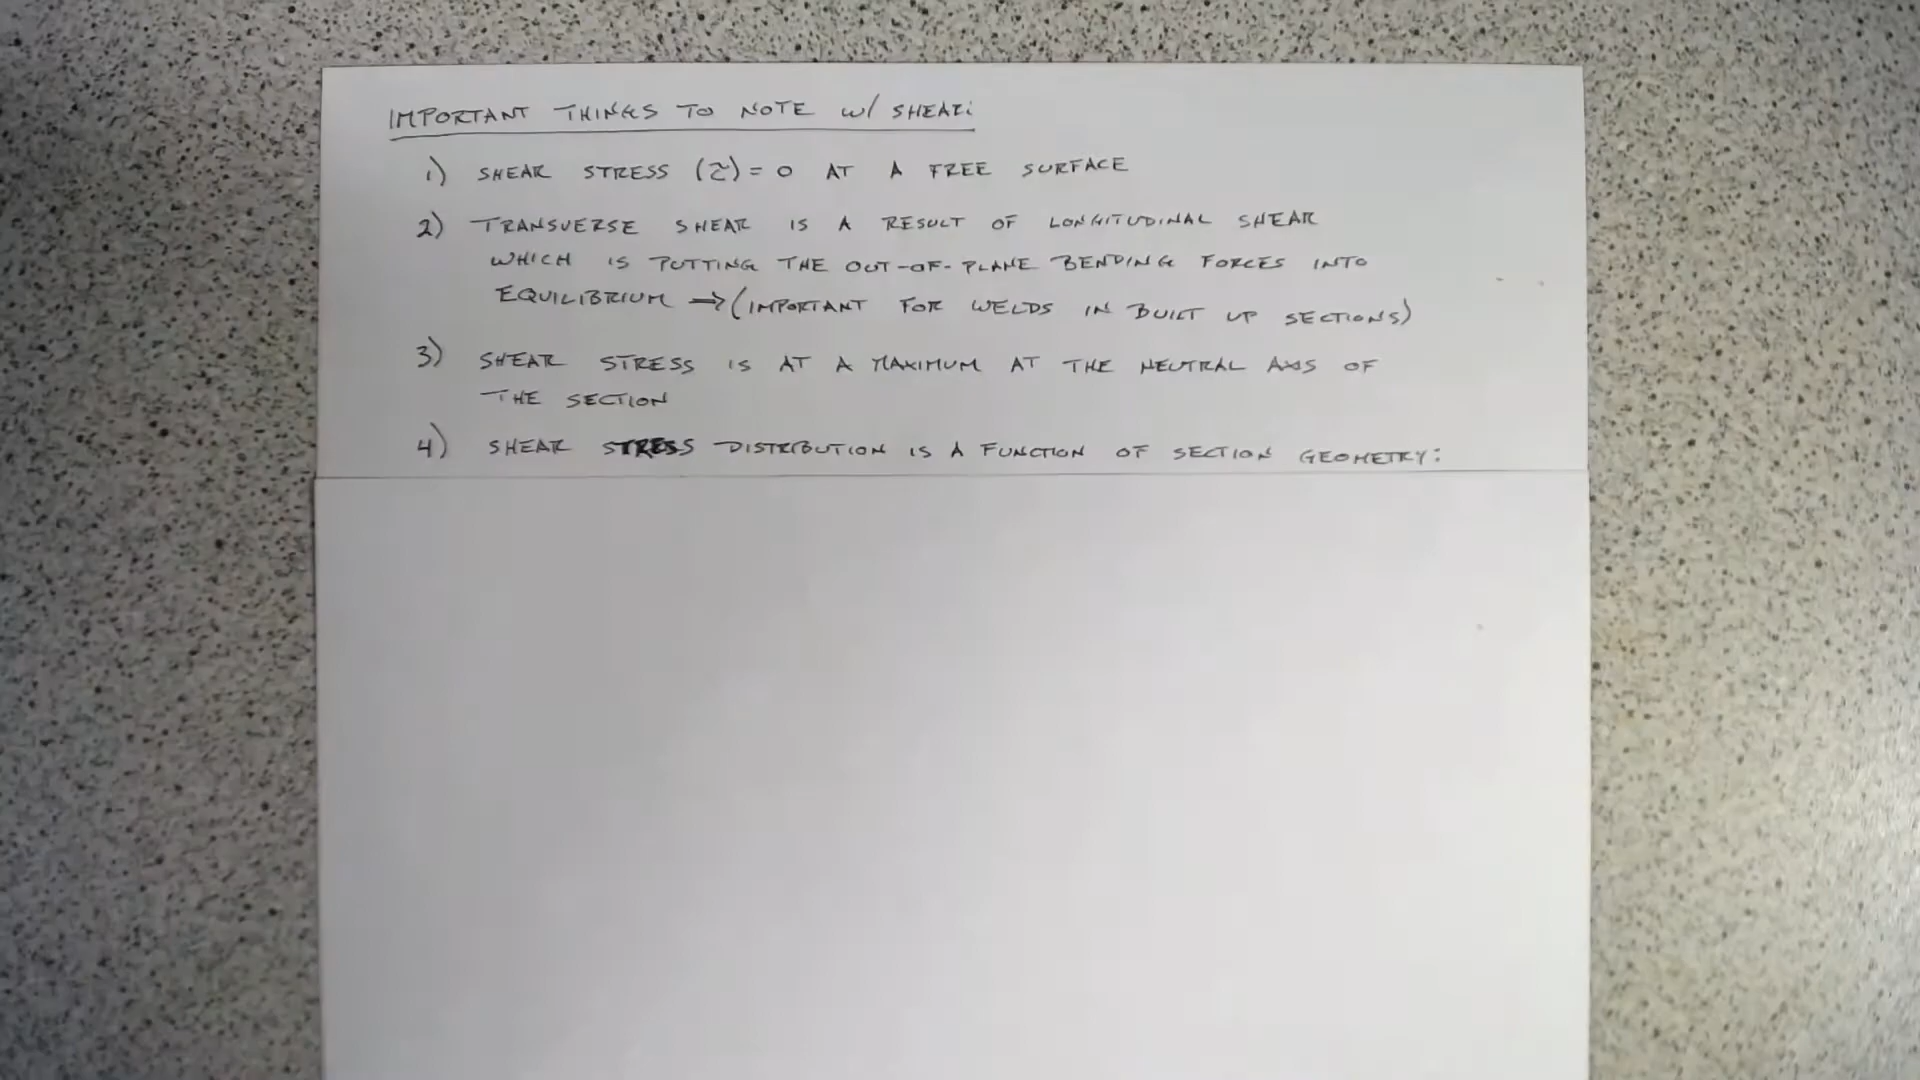 IMPORTANT THINGS TO NOTE W/ SHEAR:
1) SHEAR STRESS (τ) = 0 AT A FREE SURFACE
2) TRANSVERSE SHEAR IS A RESULT OF LONGITUDINAL SHEAR
WHICH IS PUTTING THE OUT-OF-PLANE BENDING FORCES INTO
EQUILIBRIUM → (IMPORTANT FOR WELDS IN BUILT UP SECTIONS)
3) SHEAR STRESS IS AT A MAXIMUM AT THE NEUTRAL AXIS OF
THE SECTION
4) SHEAR STRESS DISTRIBUTION IS A FUNCTION OF SECTION GEOMETRY: